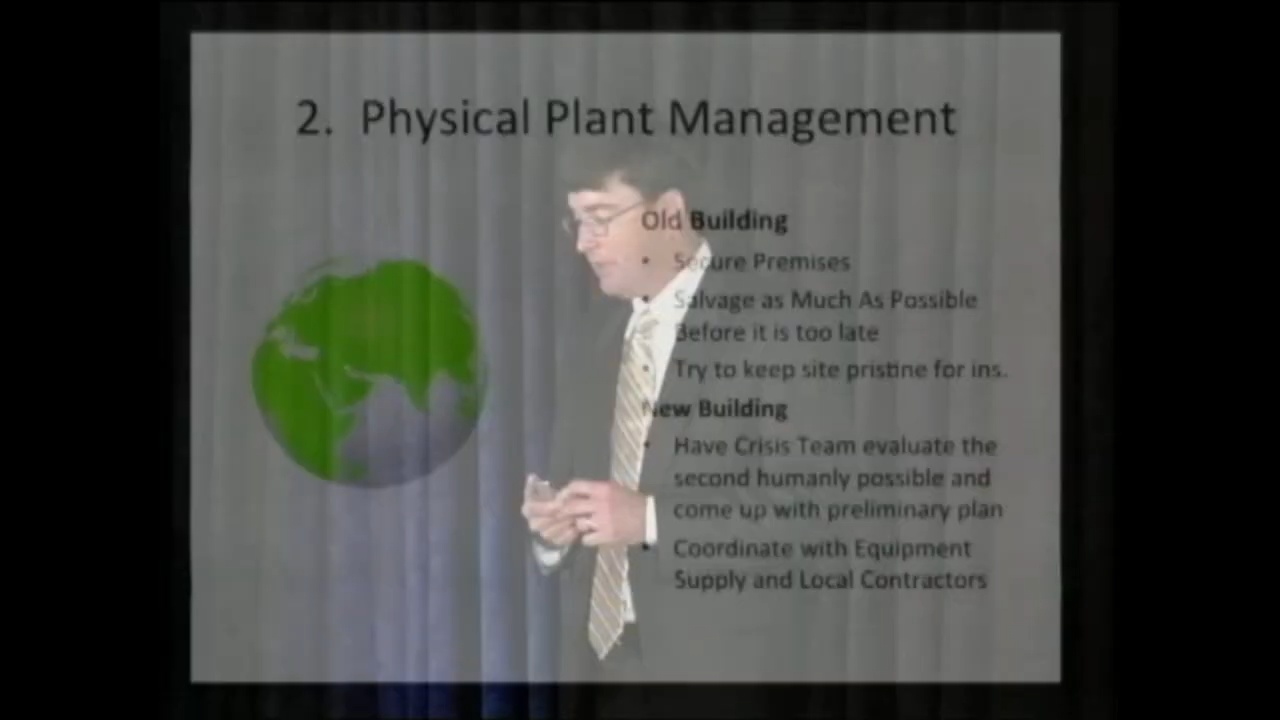 2. Physical Plant Management
Old Building
• Secure Premises
• Salvage as Much As Possible
Before it is too late
• Try to keep site pristine for ins.
New Building
• Have Crisis Team evaluate the
second humanly possible and
come up with preliminary plan
• Coordinate with Equipment
Supply and Local Contractors